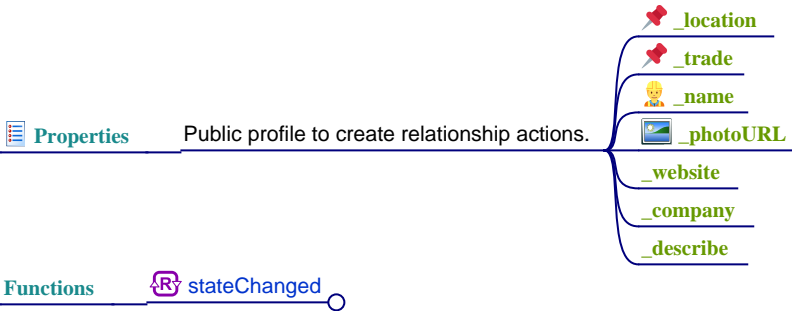 Properties
Public profile to create relationship actions.
_location
_trade
_name
_photoURL
_website
_company
_describe
Functions
R stateChanged